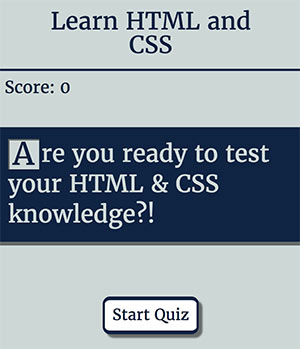 Learn HTML and
CSS
Score: 0
Are you ready to test
your HTML & CSS
knowledge?!
Start Quiz